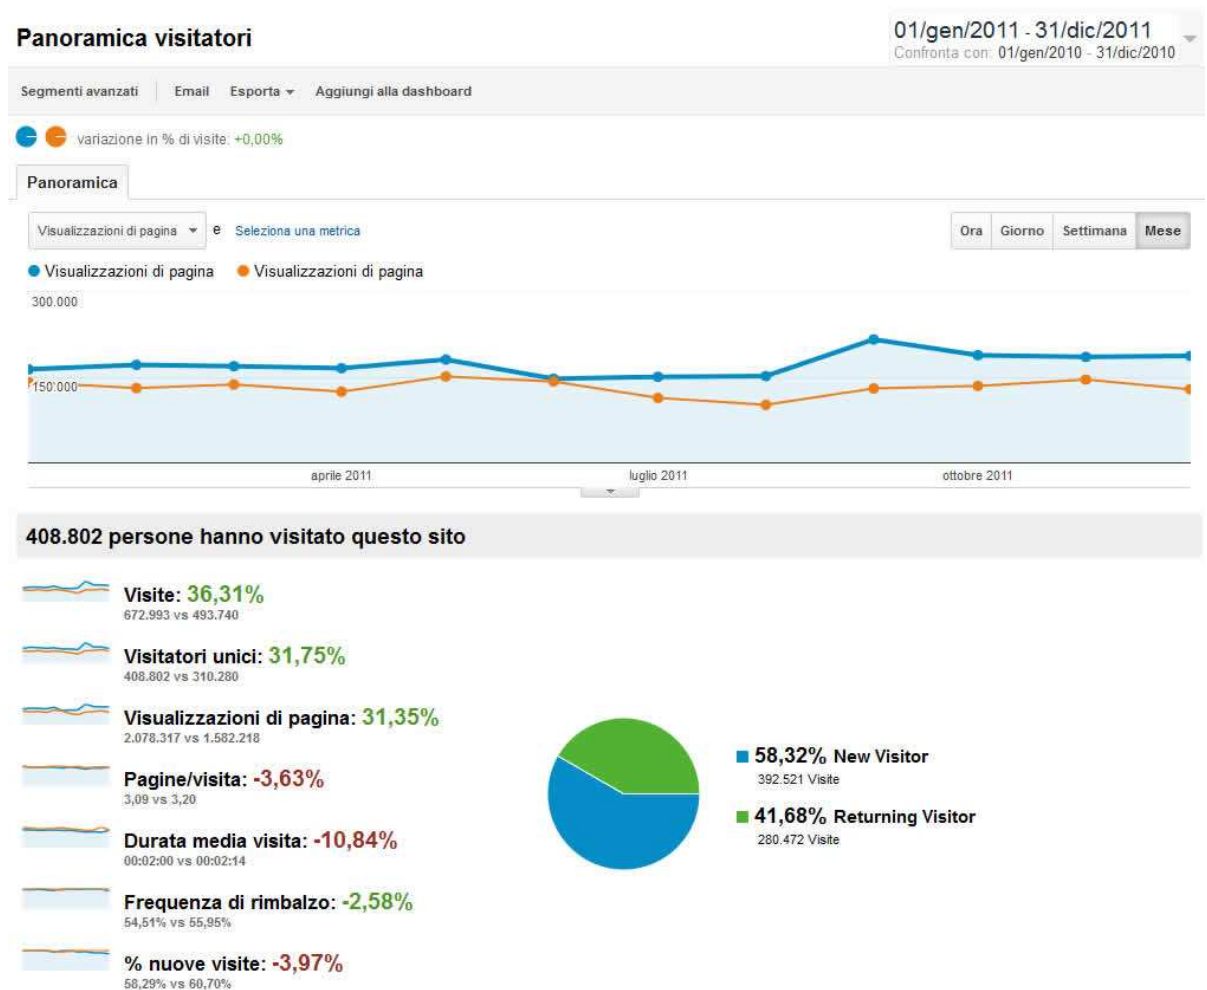 Panoramica visitatori
01/gen/2011 - 31/dic/2011
Confronta con: 01/gen/2010 - 31/dic/2010
Segmenti avanzati Email Esporta Aggiungi alla dashboard
variazione in % di visite: +0,00%
Panoramica
Visualizzazioni di pagina e Seleziona una metrica
Ora Giorno Settimana Mese
Visualizzazioni di pagina Visualizzazioni di pagina
300.000
150.000
aprile 2011 luglio 2011 ottobre 2011
408.802 persone hanno visitato questo sito
Visite: 36,31%
672.993 vs 493.740
Visitatori unici: 31,75%
408.802 vs 310.280
Visualizzazioni di pagina: 31,35%
2.078.317 vs 1.582.218
Pagine/visita: -3,63%
3,09 vs 3,20
Durata media visita: -10,84%
00:02:00 vs 00:02:14
Frequenza di rimbalzo: -2,58%
54,51% vs 55,95%
% nuove visite: -3,97%
58,29% vs 60,70%
58,32% New Visitor
392.521 Visite
41,68% Returning Visitor
280.472 Visite